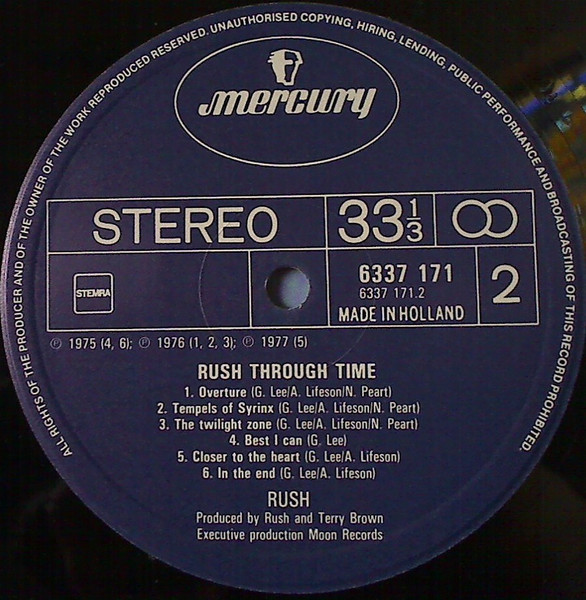 ALL RIGHTS OF THE PRODUCER AND OF THE OWNER OF THE WORK REPRODUCED RESERVED. UNAUTHORISED COPYING, HIRING, LENDING, PUBLIC PERFORMANCE AND BROADCASTING OF THIS RECORD PROHIBITED.
mercury
STEREO
33 1/3
STEMRA
6337 171
6337 171.2
MADE IN HOLLAND
2
℗ 1975 (4, 6); ℗ 1976 (1, 2, 3); ℗ 1977 (5)
RUSH THROUGH TIME
1. Overture (G. Lee/A. Lifeson/N. Peart)
2. Tempels of Syrinx (G. Lee/A. Lifeson/N. Peart)
3. The twilight zone (G. Lee/A. Lifeson/N. Peart)
4. Best I can (G. Lee)
5. Closer to the heart (G. Lee/A. Lifeson)
6. In the end (G. Lee/A. Lifeson)
RUSH
Produced by Rush and Terry Brown
Executive production Moon Records